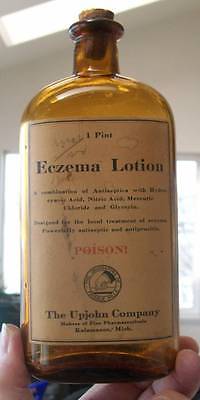 1 Pint
Eczema Lotion
A combination of Antiseptics with Hydro-
cyanic Acid, Nitric Acid, Mercuric
Chloride and Glycerin.
Designed for the local treatment of eczema
Powerfully antiseptic and antipruritic.
POISON!
The Upjohn Company
Makers of Fine Pharmaceuticals
Kalamazoo, Mich.